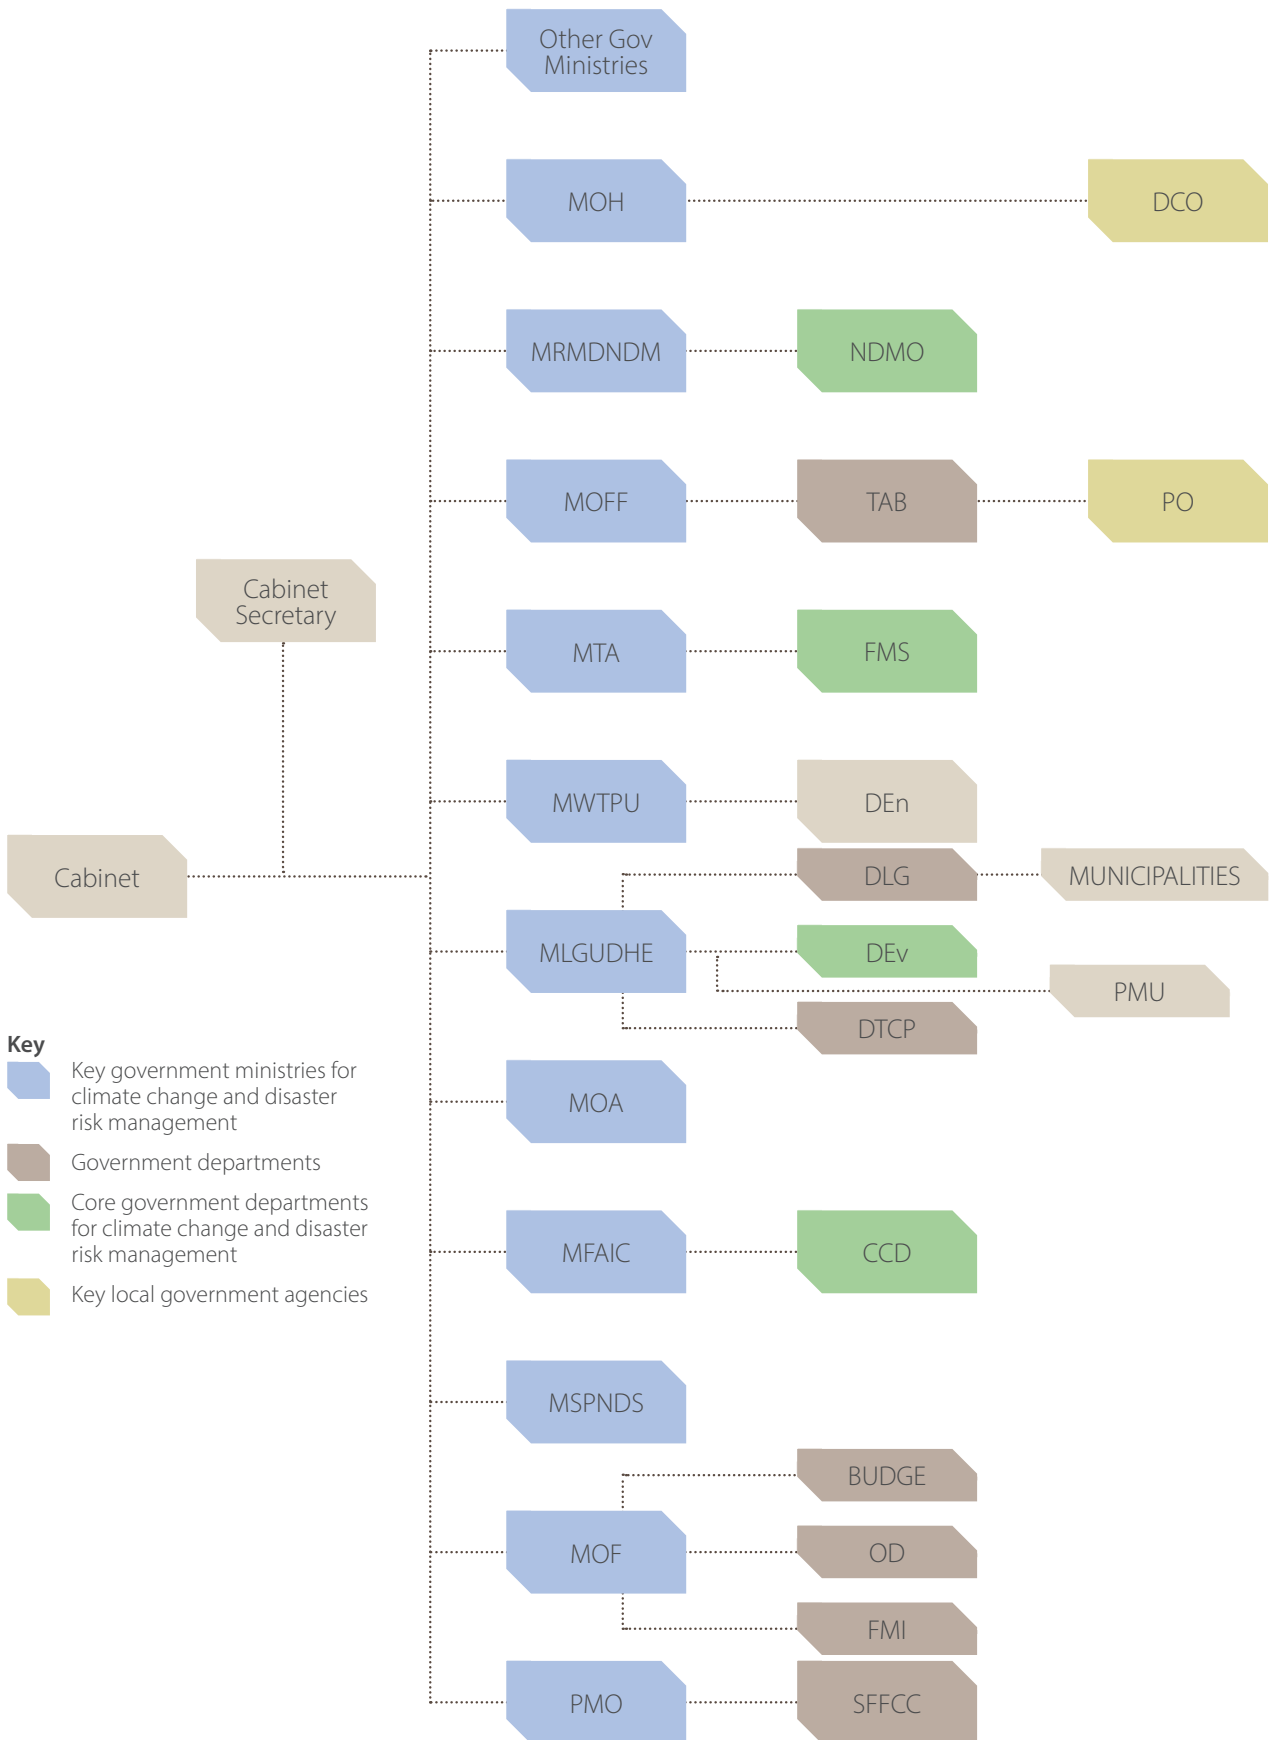 Other Gov
Ministries
MOH
DCO
MRMDNDM
NDMO
MOFF
TAB
PO
Cabinet
Secretary
MTA
FMS
MWTPU
DEn
Cabinet
DLG
MUNICIPALITIES
MLGUDHE
DEv
PMU
DTCP
Key
Key government ministries for
climate change and disaster
risk management
Government departments
Core government departments
for climate change and disaster
risk management
Key local government agencies
MOA
MFAIC
CCD
MSPNDS
BUDGE
MOF
OD
FMI
PMO
SFFCC